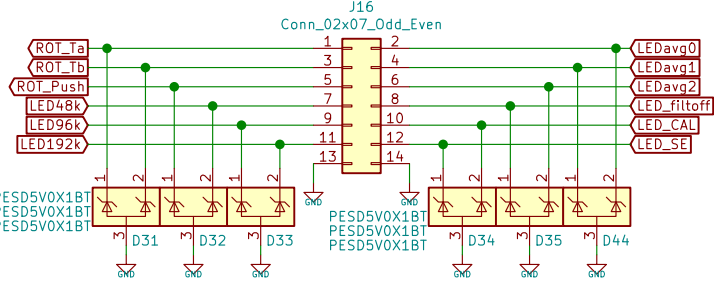 J16
Conn_02x07_Odd_Even
ROT_Ta 1 2 LEDavg0
ROT_Tb 3 4 LEDavg1
ROT_Push 5 6 LEDavg2
LED48k 7 8 LED_filtoff
LED96k 9 10 LED_CAL
LED192k 11 12 LED_SE
13 14
1 2 1 2 1 2 1 2 1 2 1 2
GND GND
PESD5V0X1BT
PESD5V0X1BT
PESD5V0X1BT
PESD5V0X1BT
PESD5V0X1BT
PESD5V0X1BT
3 D31 3 D32 3 D33 3 D34 3 D35 3 D44
GND GND GND GND GND GND